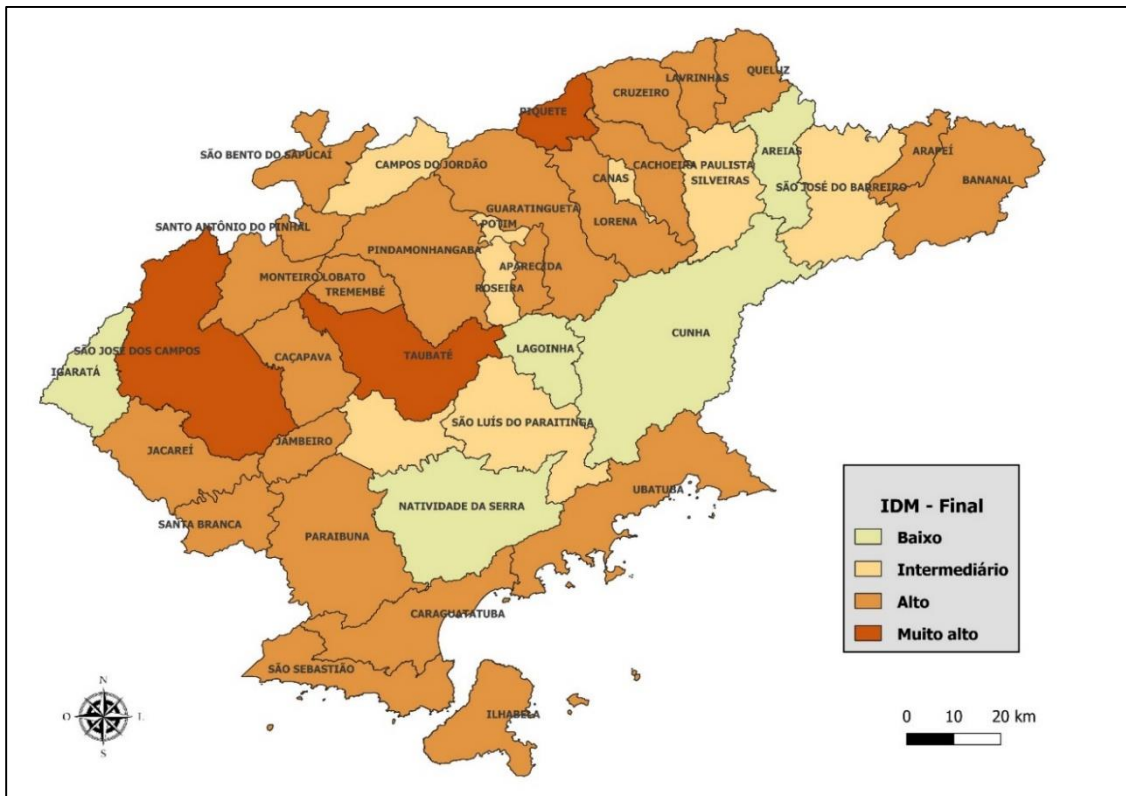 QUELUZ
LAVRINHAS
CRUZEIRO
PIQUETE
AREIAS
ARAPEÍ
SÃO BENTO DO SAPUCAÍ
CAMPOS DO JORDÃO
CANAS
CACHOEIRA PAULISTA
SILVEIRAS
BANANAL
SÃO JOSÉ DO BARREIRO
GUARATINGUETÁ
LORENA
SANTO ANTÔNIO DO PINHAL
POTIM
PINDAMONHANGABA
APARECIDA
MONTEIRO LOBATO
TREMEMBÉ
ROSEIRA
CUNHA
SÃO JOSÉ DOS CAMPOS
CAÇAPAVA
TAUBATÉ
LAGOINHA
IGARATÁ
SÃO LUÍS DO PARAITINGA
JAMBEIRO
JACAREÍ
UBATUBA
NATIVIDADE DA SERRA
SANTA BRANCA
PARAIBUNA
CARAGUATATUBA
SÃO SEBASTIÃO
ILHABELA
IDM - Final
Baixo
Intermediário
Alto
Muito alto
N
O L
S
0 10 20 km